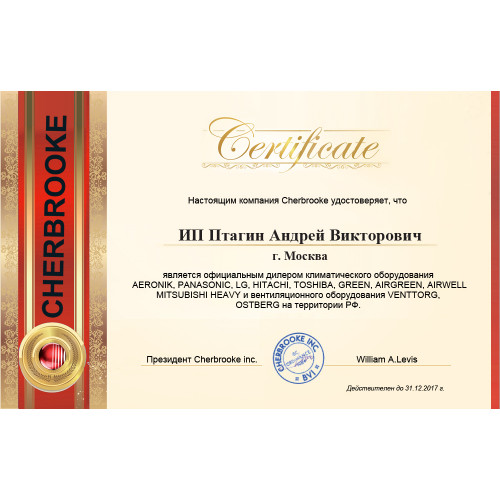 CHERBROOKE
Certificate
Настоящим компания Cherbrooke удостоверяет, что
ИП Птагин Андрей Викторович
г. Москва
является официальным дилером климатического оборудования
AERONIK, PANASONIC, LG, HITACHI, TOSHIBA, GREEN, AIRGREEN, AIRWELL
MITSUBISHI HEAVY и вентиляционного оборудования VENTTORG,
OSTBERG на территории РФ.
Президент Cherbrooke inc.
CHERBROOKE INC
BVI
William A.Levis
Действителен до 31.12.2017 г.